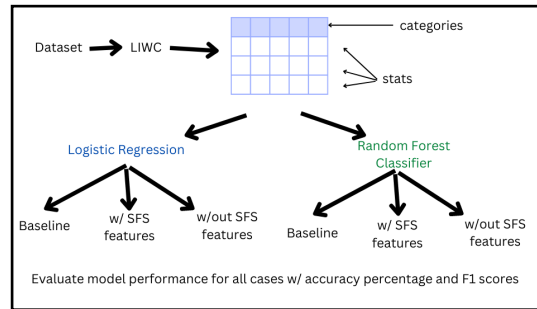 categories
Dataset
LIWC
stats
Logistic Regression
Random Forest
Classifier
Baseline
w/ SFS
features
w/out SFS
features
Baseline
w/ SFS
features
w/out SFS
features
Evaluate model performance for all cases w/ accuracy percentage and F1 scores